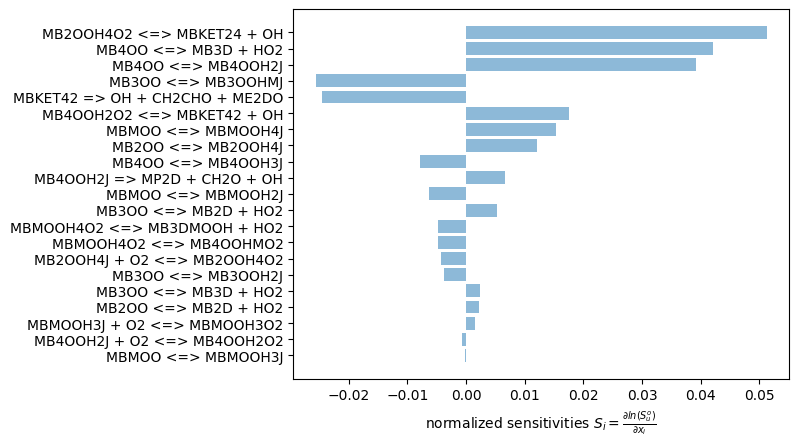 MB2OOH4O2 <=> MBKET24 + OH
MB4OO <=> MB3D + HO2
MB4OO <=> MB4OOH2J
MB3OO <=> MB3OOHMJ
MBKET42 => OH + CH2CHO + ME2DO
MB4OOH2O2 <=> MBKET42 + OH
MBMOO <=> MBMOOH4J
MB2OO <=> MB2OOH4J
MB4OO <=> MB4OOH3J
MB4OOH2J => MP2D + CH2O + OH
MBMOO <=> MBMOOH2J
MB3OO <=> MB2D + HO2
MBMOOH4O2 <=> MB3DMOOH + HO2
MBMOOH4O2 <=> MB4OOHMO2
MB2OOH4J + O2 <=> MB2OOH4O2
MB3OO <=> MB3OOH2J
MB3OO <=> MB3D + HO2
MB2OO <=> MB2D + HO2
MBMOOH3J + O2 <=> MBMOOH3O2
MB4OOH2J + O2 <=> MB4OOH2O2
MBMOO <=> MBMOOH3J
−0.02 −0.01 0.00 0.01 0.02 0.03 0.04 0.05
normalized sensitivities $S_i = \frac{\partial ln(S_u^o)}{\partial x_i}$